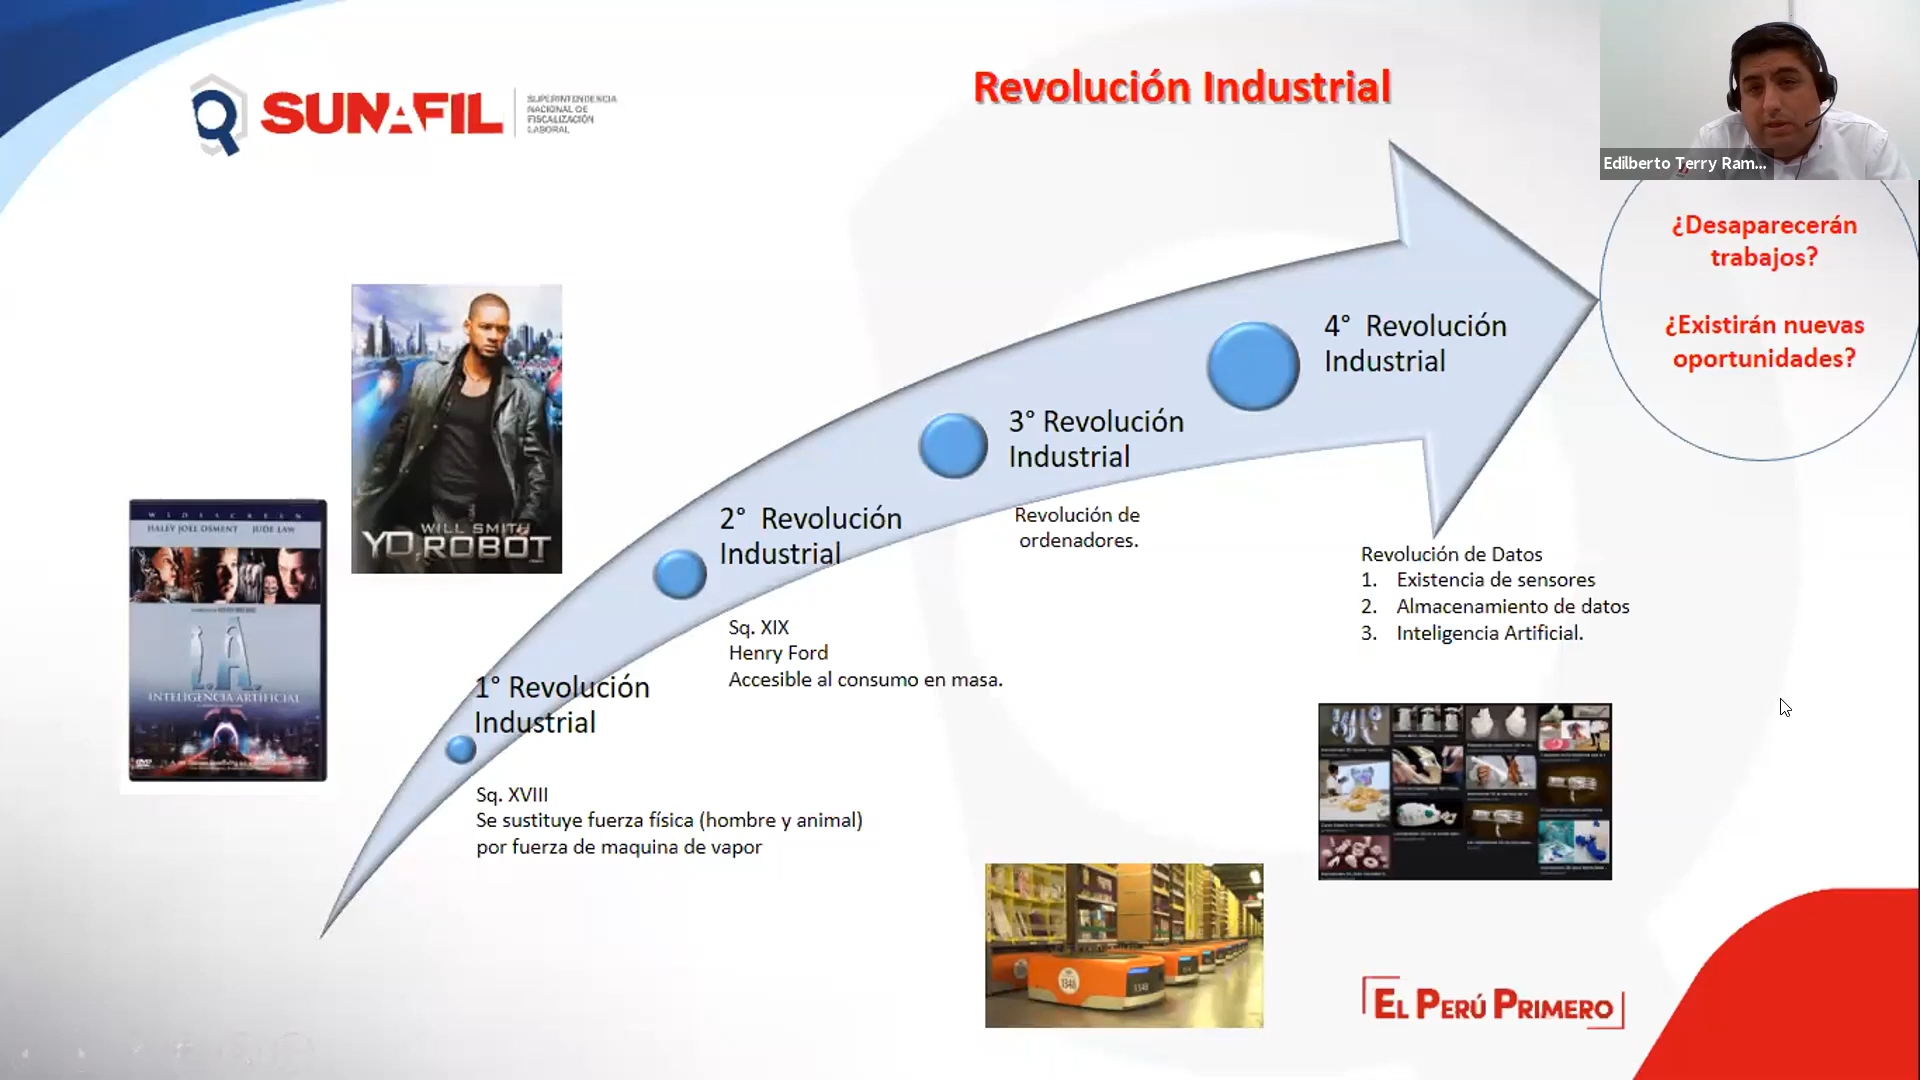 SUNAFIL
SUPERINTENDENCIA
NACIONAL DE
FISCALIZACIÓN
LABORAL
Revolución Industrial
Edilberto Terry Ram...
¿Desaparecerán
trabajos?
¿Existirán nuevas
oportunidades?
4° Revolución
Industrial
3° Revolución
Industrial
Revolución de
ordenadores.
2° Revolución
Industrial
Sq. XIX
Henry Ford
Accesible al consumo en masa.
1° Revolución
Industrial
Sq. XVIII
Se sustituye fuerza física (hombre y animal)
por fuerza de maquina de vapor
Revolución de Datos
1. Existencia de sensores
2. Almacenamiento de datos
3. Inteligencia Artificial.
WILL SMITH
YO, ROBOT
WIDESCREEN
HALEY JOEL OSMENT JUDE LAW
I.A.
INTELIGENCIA ARTIFICIAL
DVD
1348
1348
EL PERÚ PRIMERO